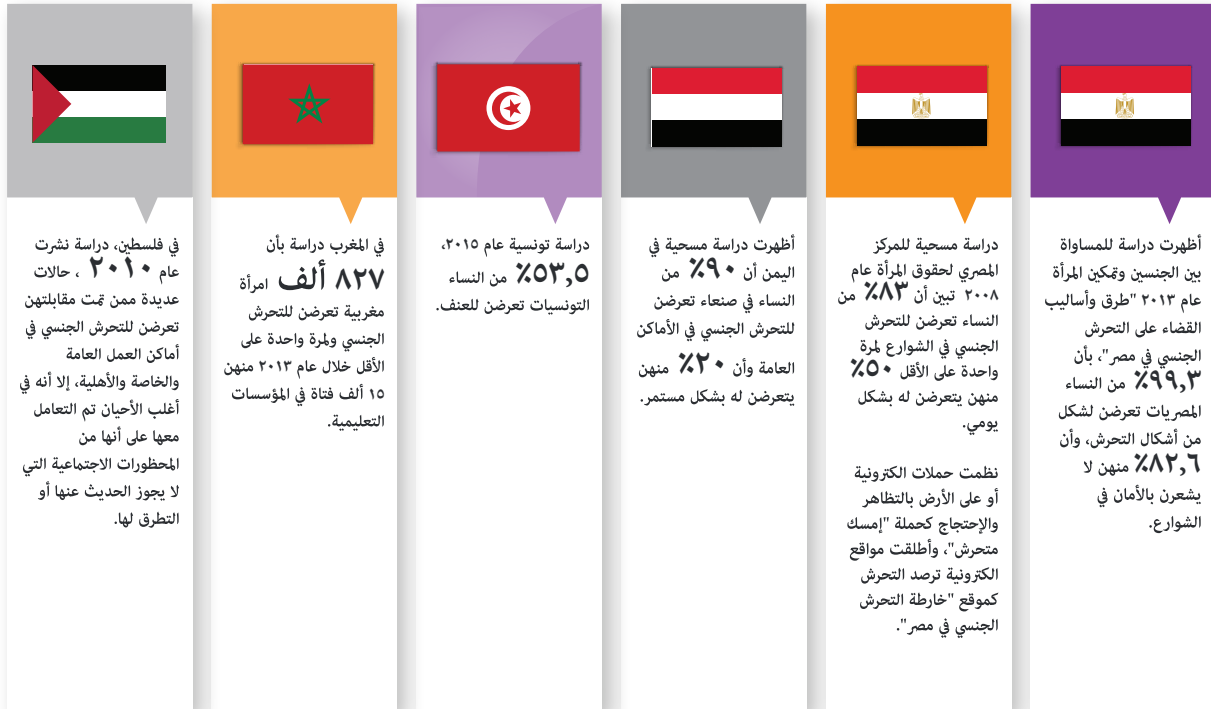 أظهرت دراسة للمساواة
بين الجنسين وتمكين المرأة
عام ٢٠١٣ "طرق وأساليب
القضاء على التحرش
الجنسي في مصر"، بأن
٩٩,٣٪ من النساء
المصريات تعرضن لشكل
من أشكال التحرش، وأن
٨٢,٦٪ منهن لا
يشعرن بالأمان في
الشوارع.
دراسة مسحية للمركز
المصري لحقوق المرأة عام
٢٠٠٨ تبين أن ٨٣٪ من
النساء تعرضن للتحرش
الجنسي في الشوارع لمرة
واحدة على الأقل ٥٠٪
منهن يتعرضن له بشكل
يومي.
نظمت حملات الكترونية
أو على الأرض بالتظاهر
والإحتجاج كحملة "إمسك
متحرش"، وأطلقت مواقع
الكترونية ترصد التحرش
كموقع "خارطة التحرش
الجنسي في مصر".
أظهرت دراسة مسحية في
اليمن أن ٩٠٪ من
النساء في صنعاء تعرضن
للتحرش الجنسي في الأماكن
العامة وأن ٢٠٪ منهن
يتعرضن له بشكل مستمر.
دراسة تونسية عام ٢٠١٥،
٥٣,٥٪ من النساء
التونسيات تعرضن للعنف.
في المغرب دراسة بأن
٨٢٧ ألف امرأة
مغربية تعرضن للتحرش
الجنسي ولمرة واحدة على
الأقل خلال عام ٢٠١٣ منهن
١٥ ألف فتاة في المؤسسات
التعليمية.
في فلسطين، دراسة نشرت
عام ٢٠١٠ ، حالات
عديدة ممن تمت مقابلتهن
تعرضن للتحرش الجنسي في
أماكن العمل العامة
والخاصة والأهلية، إلا أنه في
أغلب الأحيان تم التعامل
معها على أنها من
المحظورات الاجتماعية التي
لا يجوز الحديث عنها أو
التطرق لها.